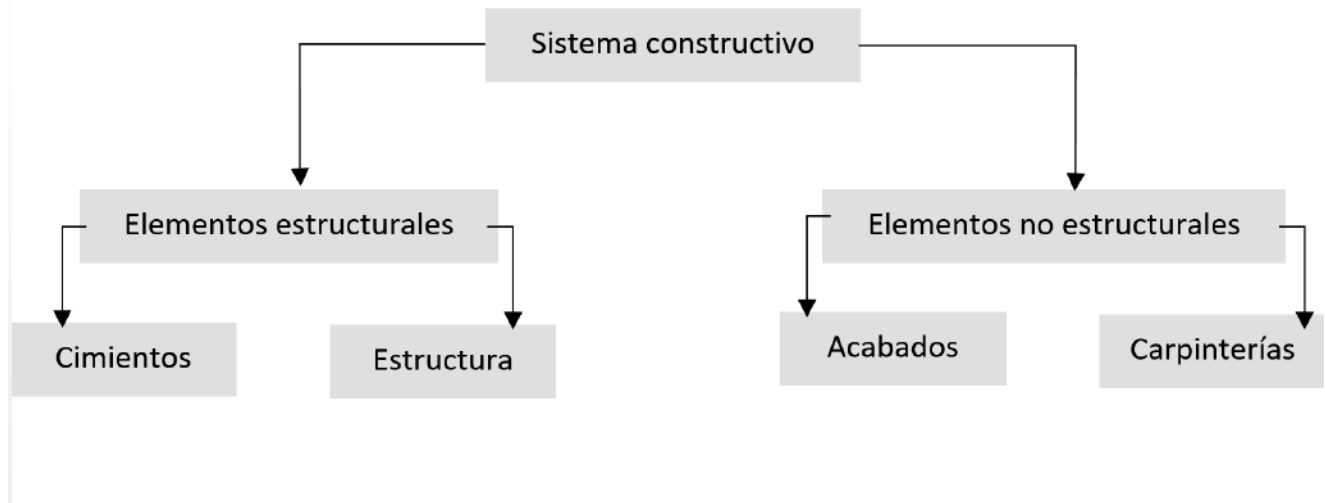 Sistema constructivo
Elementos estructurales
Elementos no estructurales
Cimientos
Estructura
Acabados
Carpinterías